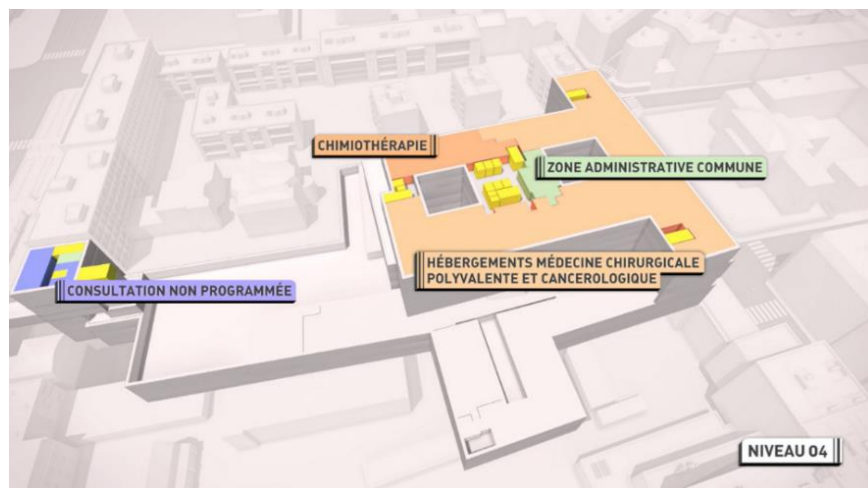 CHIMIOTHÉRAPIE
ZONE ADMINISTRATIVE COMMUNE
HÉBERGEMENTS MÉDECINE CHIRURGICALE
POLYVALENTE ET CANCEROLOGIQUE
CONSULTATION NON PROGRAMMÉE
NIVEAU 04